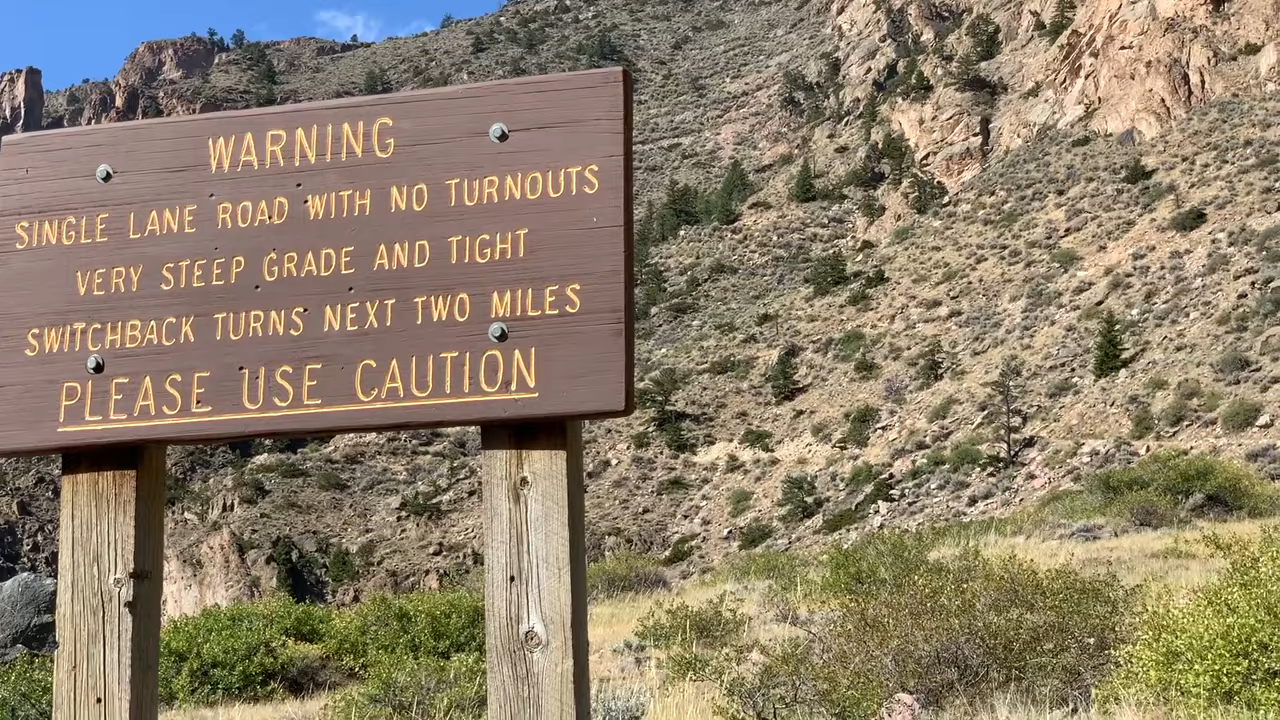 WARNING
SINGLE LANE ROAD WITH NO TURNOUTS
VERY STEEP GRADE AND TIGHT
SWITCHBACK TURNS NEXT TWO MILES
PLEASE USE CAUTION